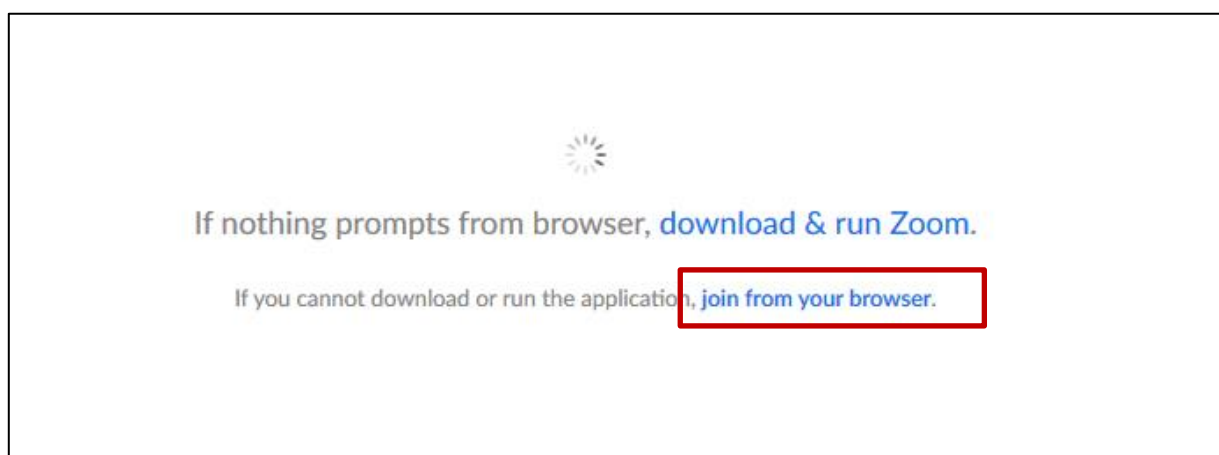 If nothing prompts from browser, download & run Zoom.
If you cannot download or run the application, join from your browser.